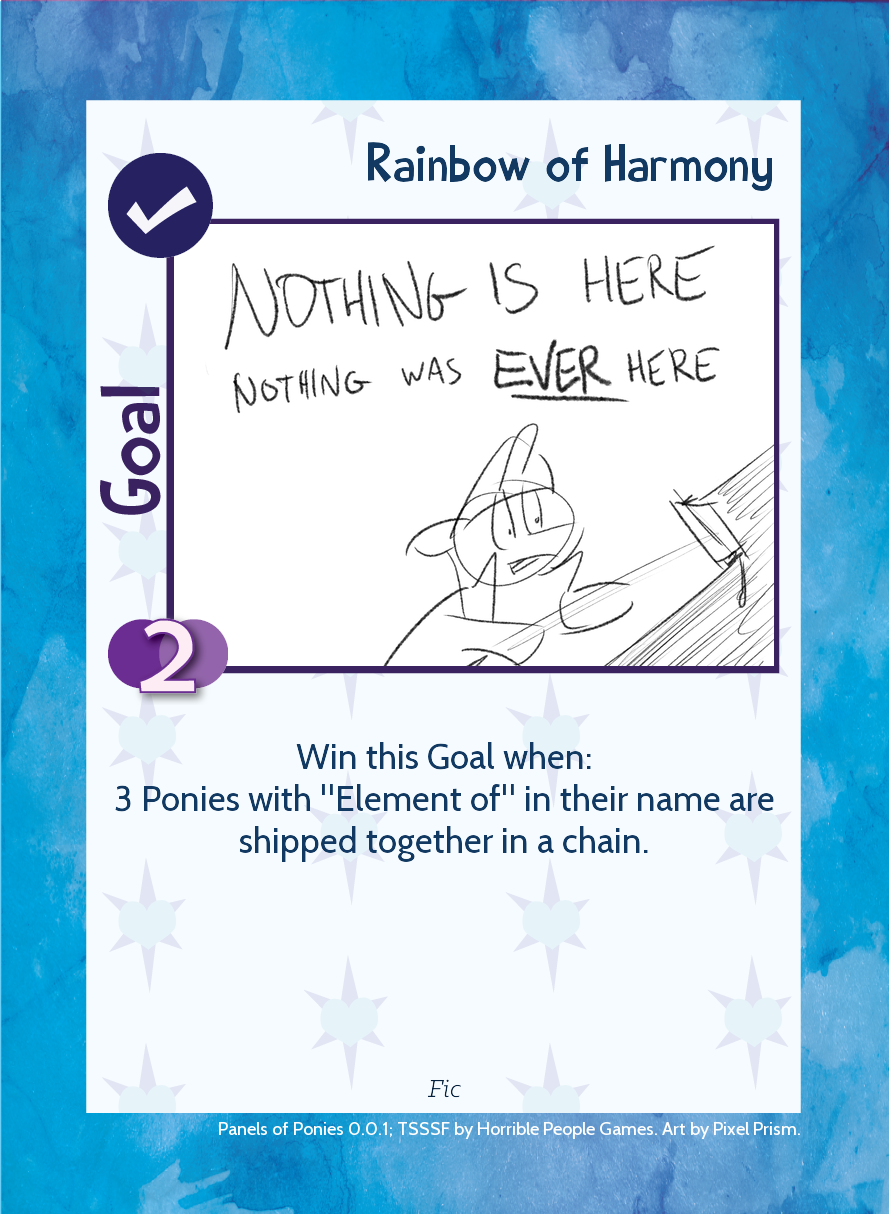 Rainbow of Harmony
NOTHING IS HERE
NOTHING WAS EVER HERE
Goal
2
Win this Goal when:
3 Ponies with "Element of" in their name are
shipped together in a chain.
Fic
Panels of Ponies 0.0.1; TSSSF by Horrible People Games. Art by Pixel Prism.